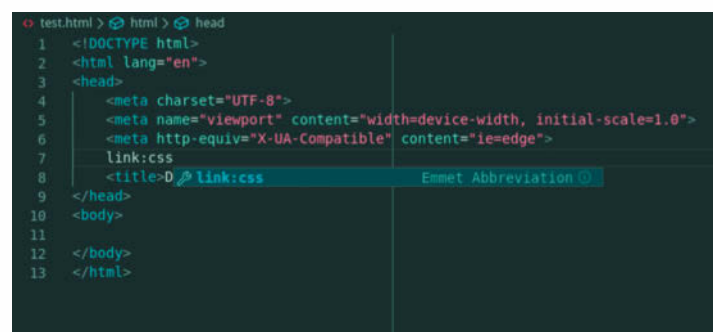 test.html > html > head
1 <!DOCTYPE html>
2 <html lang="en">
3 <head>
4 <meta charset="UTF-8">
5 <meta name="viewport" content="width=device-width, initial-scale=1.0">
6 <meta http-equiv="X-UA-Compatible" content="ie=edge">
7 link:css
8 <title>D link:css Emmet Abbreviation
9 </head>
10 <body>
11
12 </body>
13 </html>